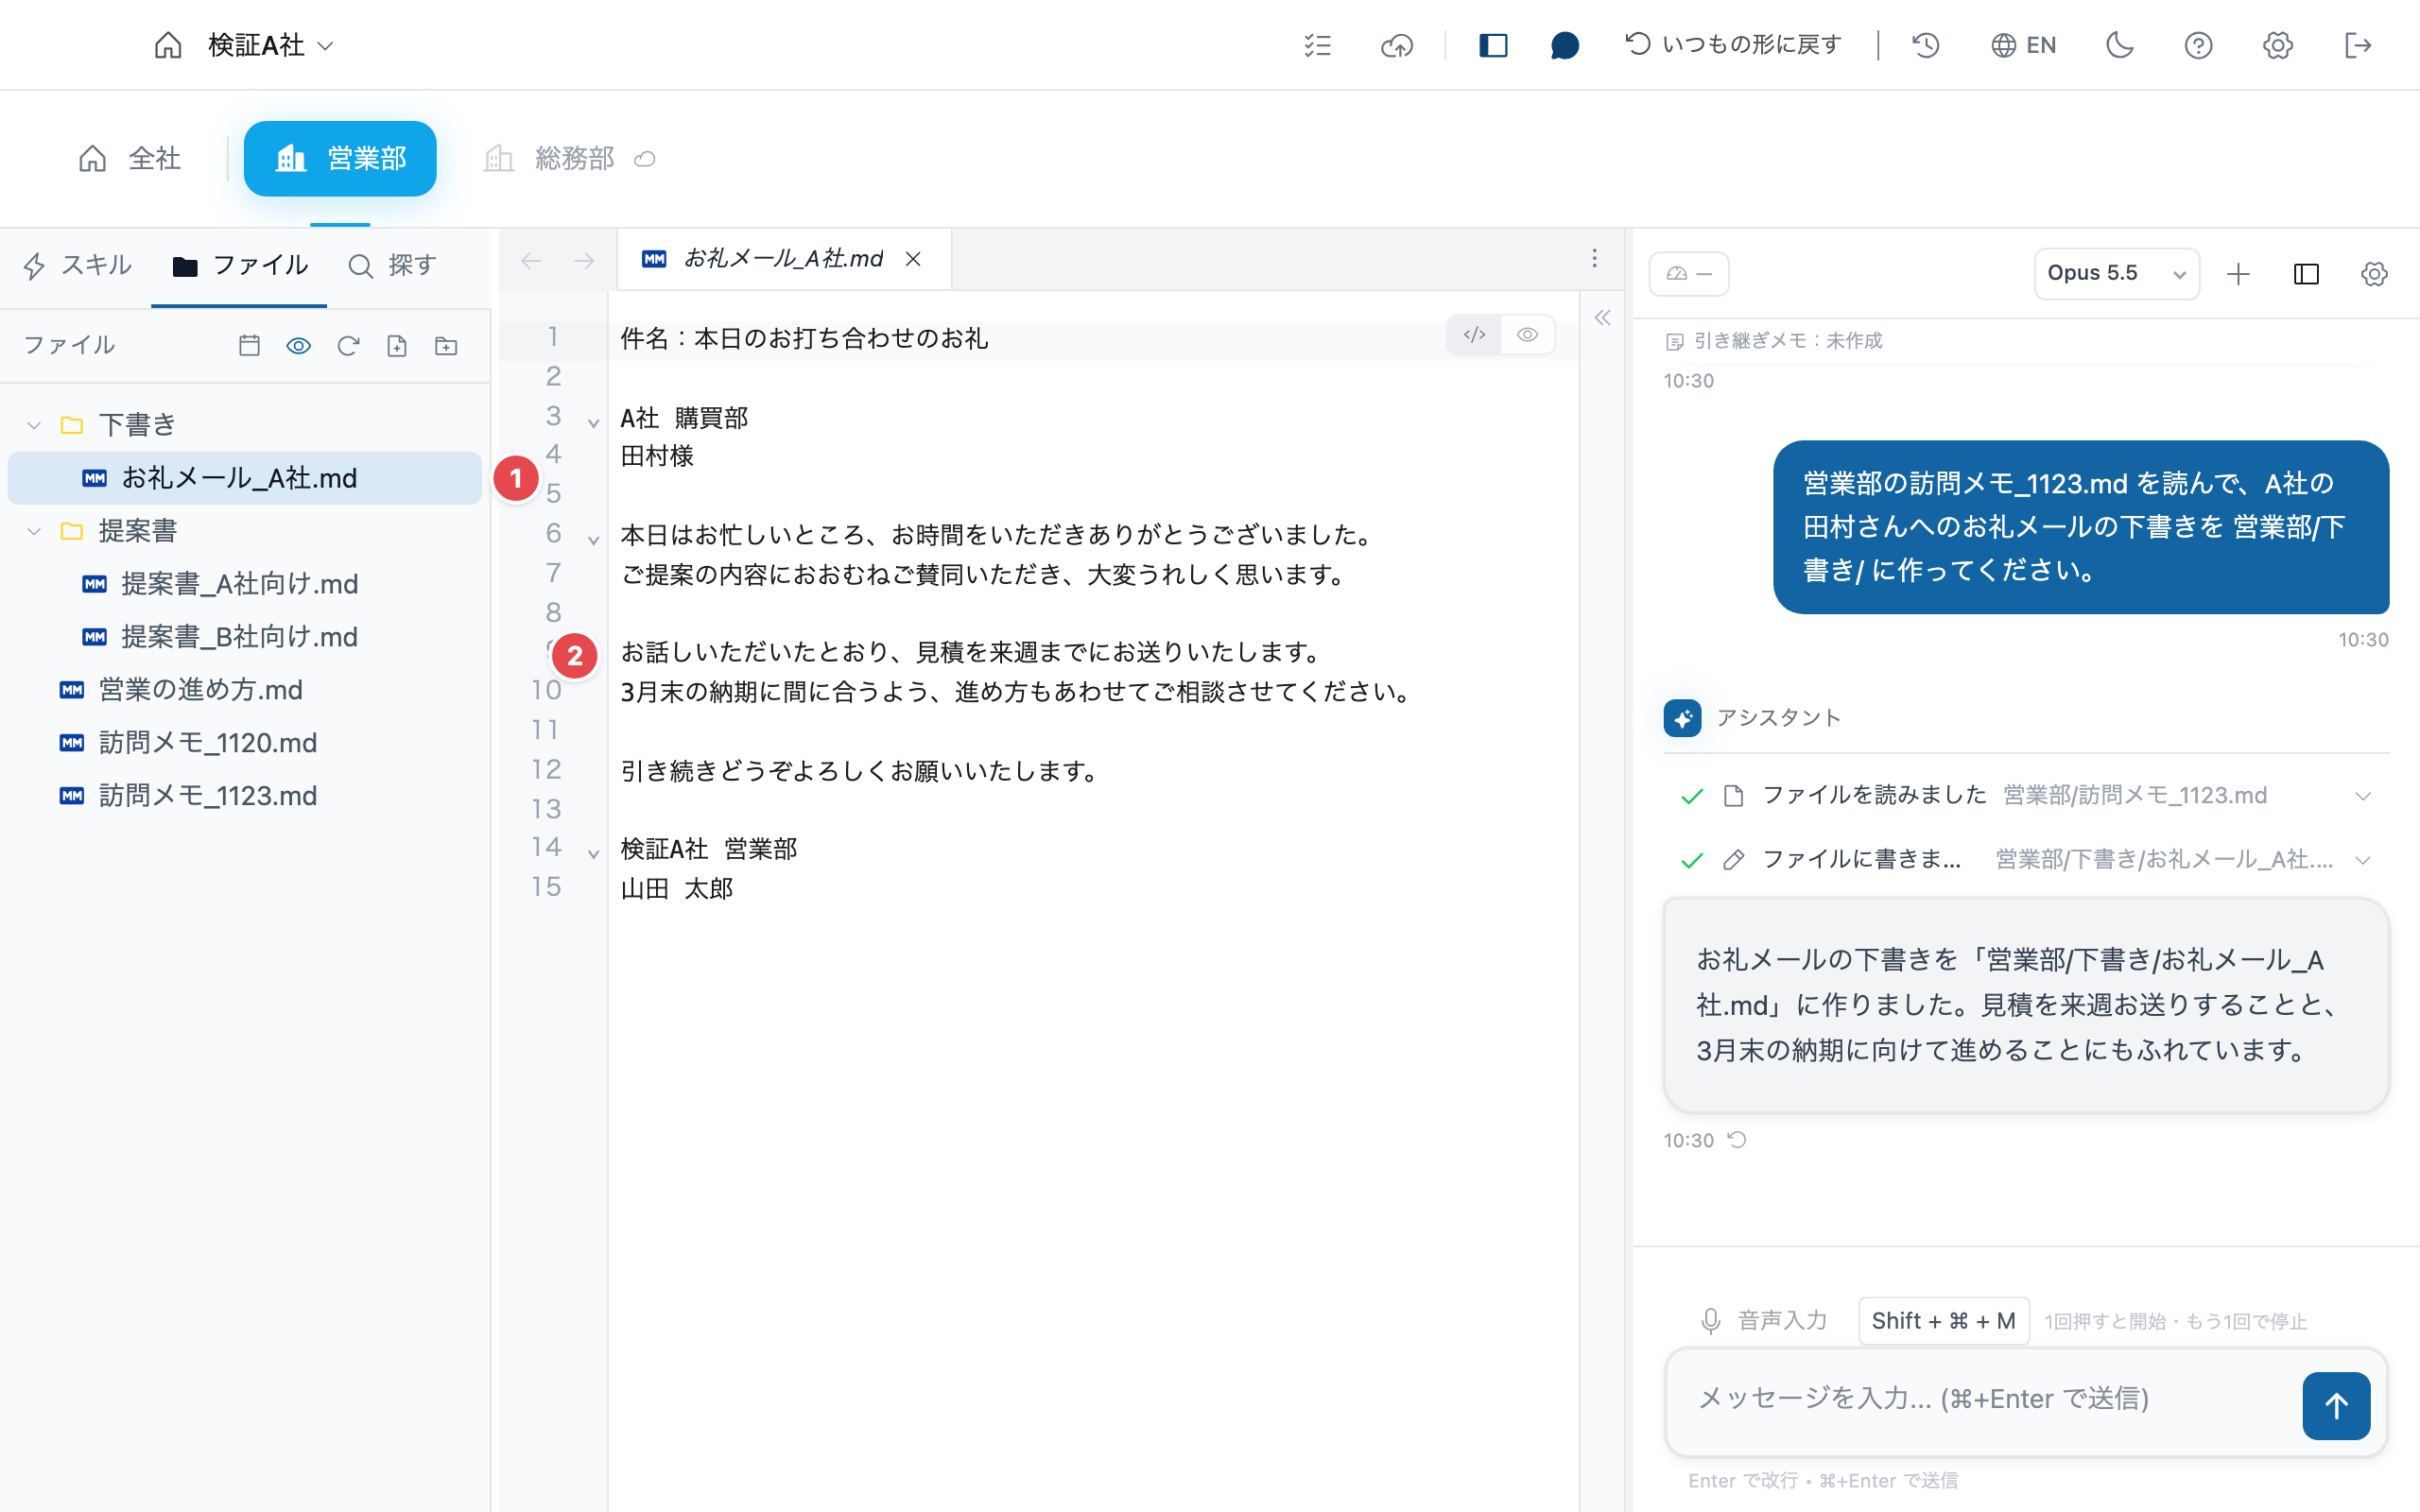 検証A社
いつもの形に戻す
EN
全社
営業部
総務部
スキル
ファイル
探す
ファイル
下書き
お礼メール_A社.md
提案書
提案書_A社向け.md
提案書_B社向け.md
営業の進め方.md
訪問メモ_1120.md
訪問メモ_1123.md
1
お礼メール_A社.md
1 件名：本日のお打ち合わせのお礼
2
3 A社 購買部
4 田村様
5
6 本日はお忙しいところ、お時間をいただきありがとうございました。
7 ご提案の内容におおむねご賛同いただき、大変うれしく思います。
8
2 お話しいただいたとおり、見積を来週までにお送りいたします。
10 3月末の納期に間に合うよう、進め方もあわせてご相談させてください。
11
12 引き続きどうぞよろしくお願いいたします。
13
14 検証A社 営業部
15 山田 太郎
Opus 5.5
引き継ぎメモ：未作成
10:30
営業部の訪問メモ_1123.md を読んで、A社の
田村さんへのお礼メールの下書きを 営業部/下
書き/ に作ってください。
10:30
アシスタント
ファイルを読みました 営業部/訪問メモ_1123.md
ファイルに書きま... 営業部/下書き/お礼メール_A社....
お礼メールの下書きを「営業部/下書き/お礼メール_A
社.md」に作りました。見積を来週お送りすることと、
3月末の納期に向けて進めることにもふれています。
10:30
音声入力 Shift + ⌘ + M 1回押すと開始・もう1回で停止
メッセージを入力... (⌘+Enter で送信)
Enter で改行・⌘+Enter で送信